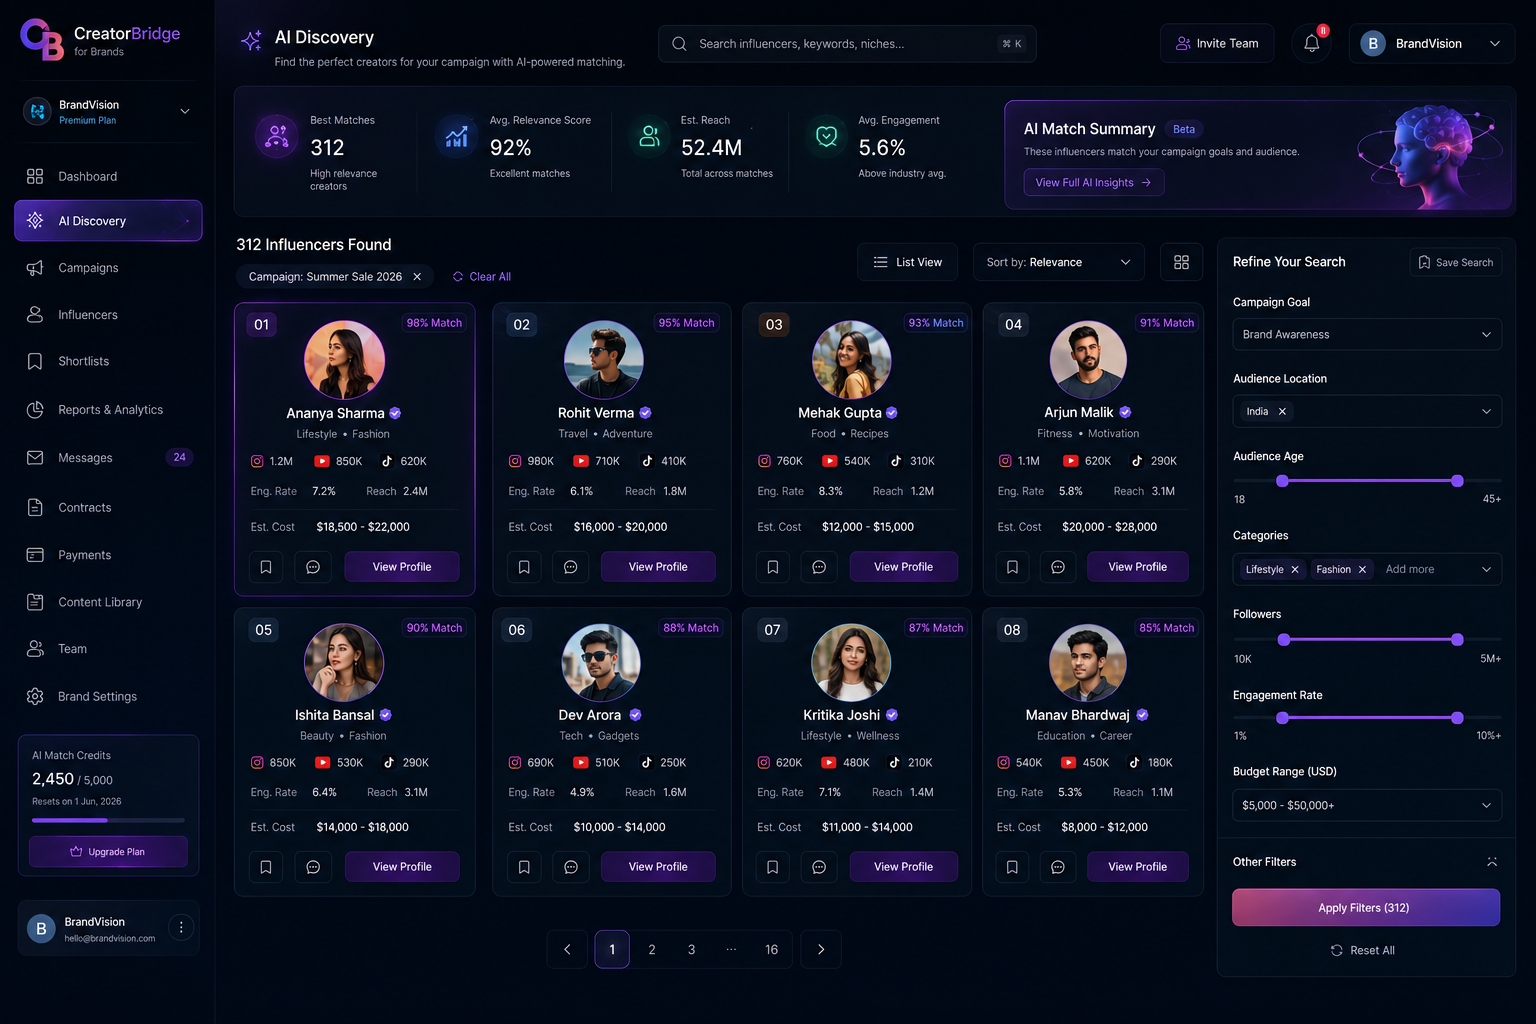 CreatorBridge
for Brands
BrandVision
Premium Plan
Dashboard
AI Discovery
Campaigns
Influencers
Shortlists
Reports & Analytics
Messages 24
Contracts
Payments
Content Library
Team
Brand Settings
AI Match Credits
2,450 / 5,000
Resets on 1 Jun, 2026
Upgrade Plan
B BrandVision
hello@brandvision.com
AI Discovery
Find the perfect creators for your campaign with AI-powered matching.
Search influencers, keywords, niches... ⌘ K
Invite Team
B BrandVision
Best Matches
312
High relevance
creators
Avg. Relevance Score
92%
Excellent matches
Est. Reach
52.4M
Total across matches
Avg. Engagement
5.6%
Above industry avg.
AI Match Summary Beta
These influencers match your campaign goals and audience.
View Full AI Insights →
312 Influencers Found
Campaign: Summer Sale 2026 ✕ Clear All
List View
Sort by: Relevance
01 98% Match
Ananya Sharma
Lifestyle • Fashion
1.2M 850K 620K
Eng. Rate 7.2% Reach 2.4M
Est. Cost $18,500 - $22,000
View Profile
02 95% Match
Rohit Verma
Travel • Adventure
980K 710K 410K
Eng. Rate 6.1% Reach 1.8M
Est. Cost $16,000 - $20,000
View Profile
03 93% Match
Mehak Gupta
Food • Recipes
760K 540K 310K
Eng. Rate 8.3% Reach 1.2M
Est. Cost $12,000 - $15,000
View Profile
04 91% Match
Arjun Malik
Fitness • Motivation
1.1M 620K 290K
Eng. Rate 5.8% Reach 3.1M
Est. Cost $20,000 - $28,000
View Profile
05 90% Match
Ishita Bansal
Beauty • Fashion
850K 530K 290K
Eng. Rate 6.4% Reach 3.1M
Est. Cost $14,000 - $18,000
View Profile
06 88% Match
Dev Arora
Tech • Gadgets
690K 510K 250K
Eng. Rate 4.9% Reach 1.6M
Est. Cost $10,000 - $14,000
View Profile
07 87% Match
Kritika Joshi
Lifestyle • Wellness
620K 480K 210K
Eng. Rate 7.1% Reach 1.4M
Est. Cost $11,000 - $14,000
View Profile
08 85% Match
Manav Bhardwaj
Education • Career
540K 450K 180K
Eng. Rate 5.3% Reach 1.1M
Est. Cost $8,000 - $12,000
View Profile
1 2 3 ··· 16
Refine Your Search
Save Search
Campaign Goal
Brand Awareness
Audience Location
India ✕
Audience Age
18 45+
Categories
Lifestyle ✕ Fashion ✕ Add more
Followers
10K 5M+
Engagement Rate
1% 10%+
Budget Range (USD)
$5,000 - $50,000+
Other Filters
Apply Filters (312)
Reset All